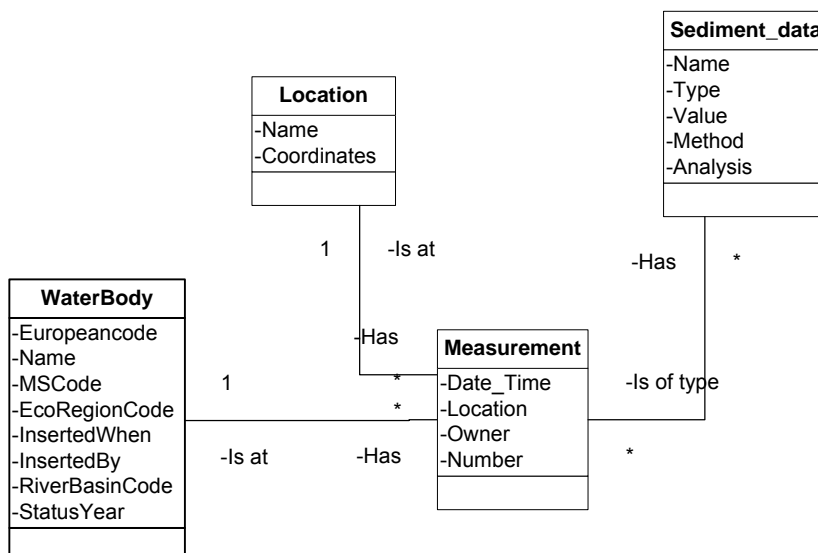 Sediment_data
-Name
-Type
-Value
-Method
-Analysis
Location
-Name
-Coordinates
1 -Is at
-Has *
WaterBody
-Europeancode
-Name
-MSCode
-EcoRegionCode
-InsertedWhen
-InsertedBy
-RiverBasinCode
-StatusYear
-Has
Measurement
-Date_Time
-Location
-Owner
-Number
1 *
*
-Is of type
-Is at -Has *